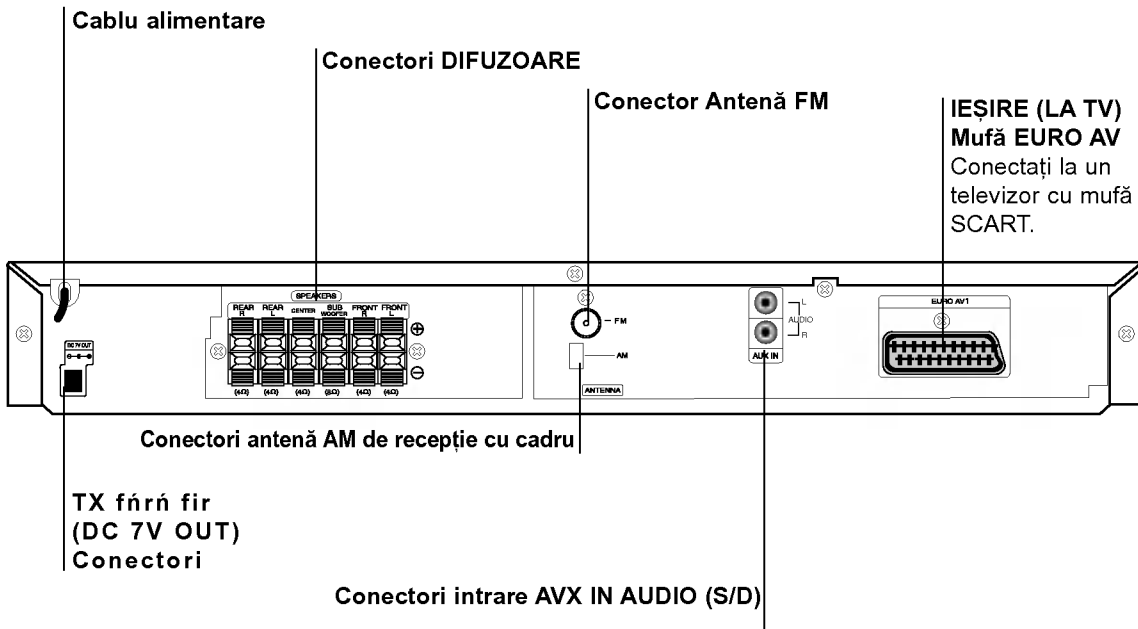 Cablu alimentare
Conectori DIFUZOARE
Conector Antenă FM
IEȘIRE (LA TV)
Mufă EURO AV
Conectați la un
televizor cu mufă
SCART.
SPEAKERS
REAR R
REAR L
CENTER
SUB WOOFER
FRONT R
FRONT L
DC 7V OUT
(4Ω) (4Ω) (4Ω) (8Ω) (4Ω) (4Ω)
FM
AM
ANTENNA
L
AUDIO
R
AUX IN
EURO AV1
Conectori antenă AM de recepție cu cadru
TX fńrń fir
(DC 7V OUT)
Conectori
Conectori intrare AVX IN AUDIO (S/D)